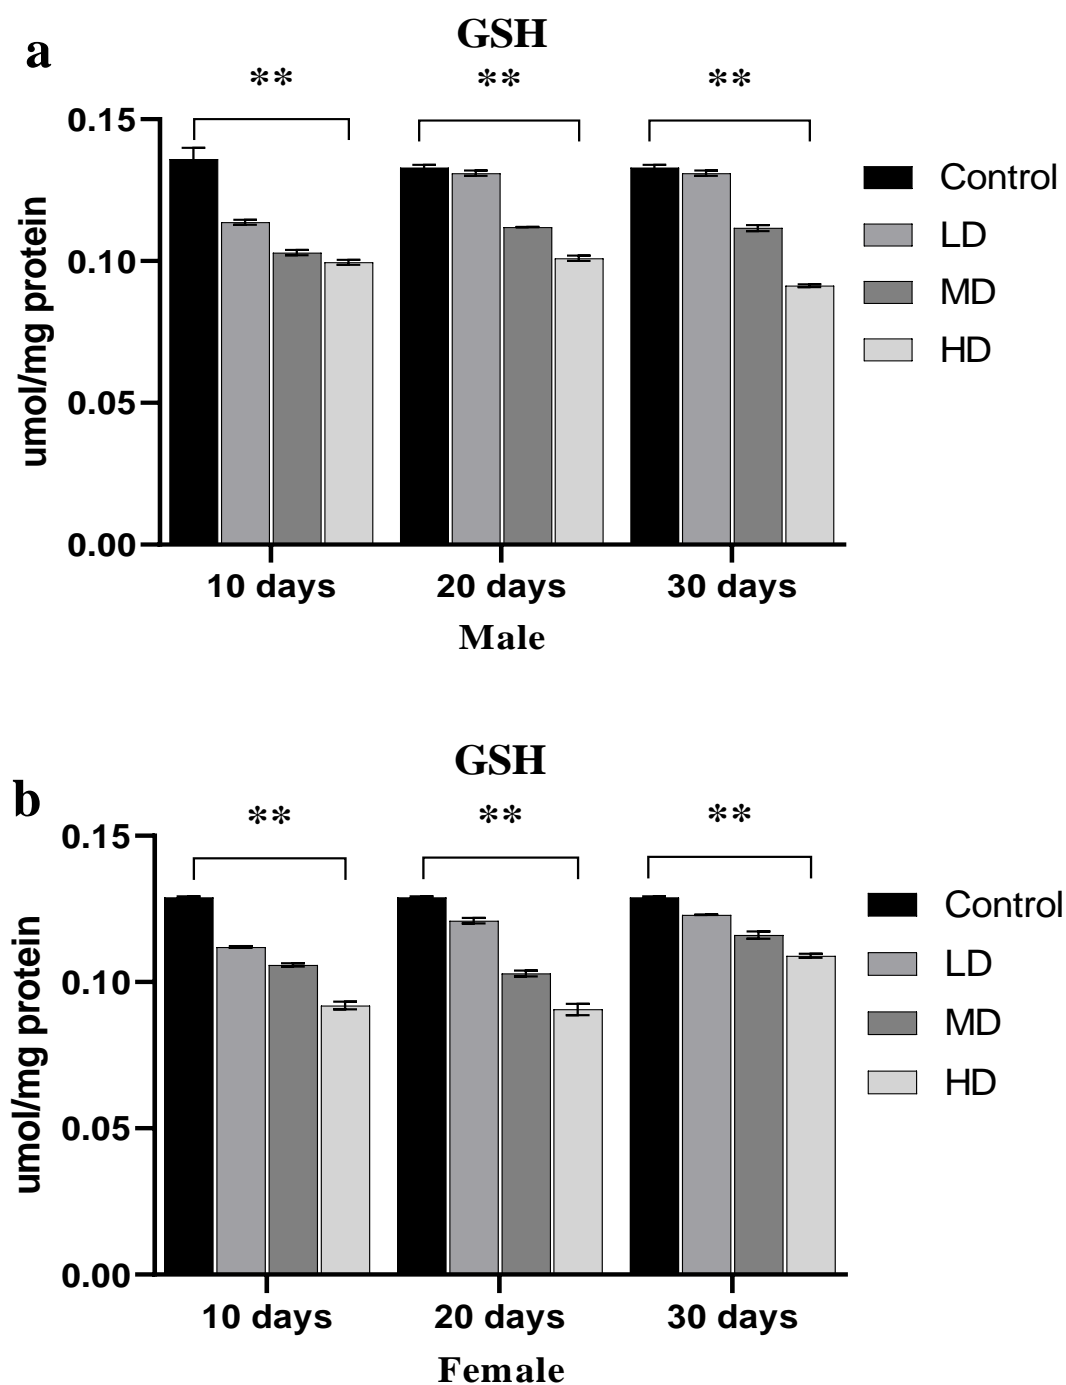 a
GSH
** ** **
0.15
0.10
0.05
0.00
umol/mg protein
10 days 20 days 30 days
Male
Control
LD
MD
HD
b
GSH
** ** **
0.15
0.10
0.05
0.00
umol/mg protein
10 days 20 days 30 days
Female
Control
LD
MD
HD